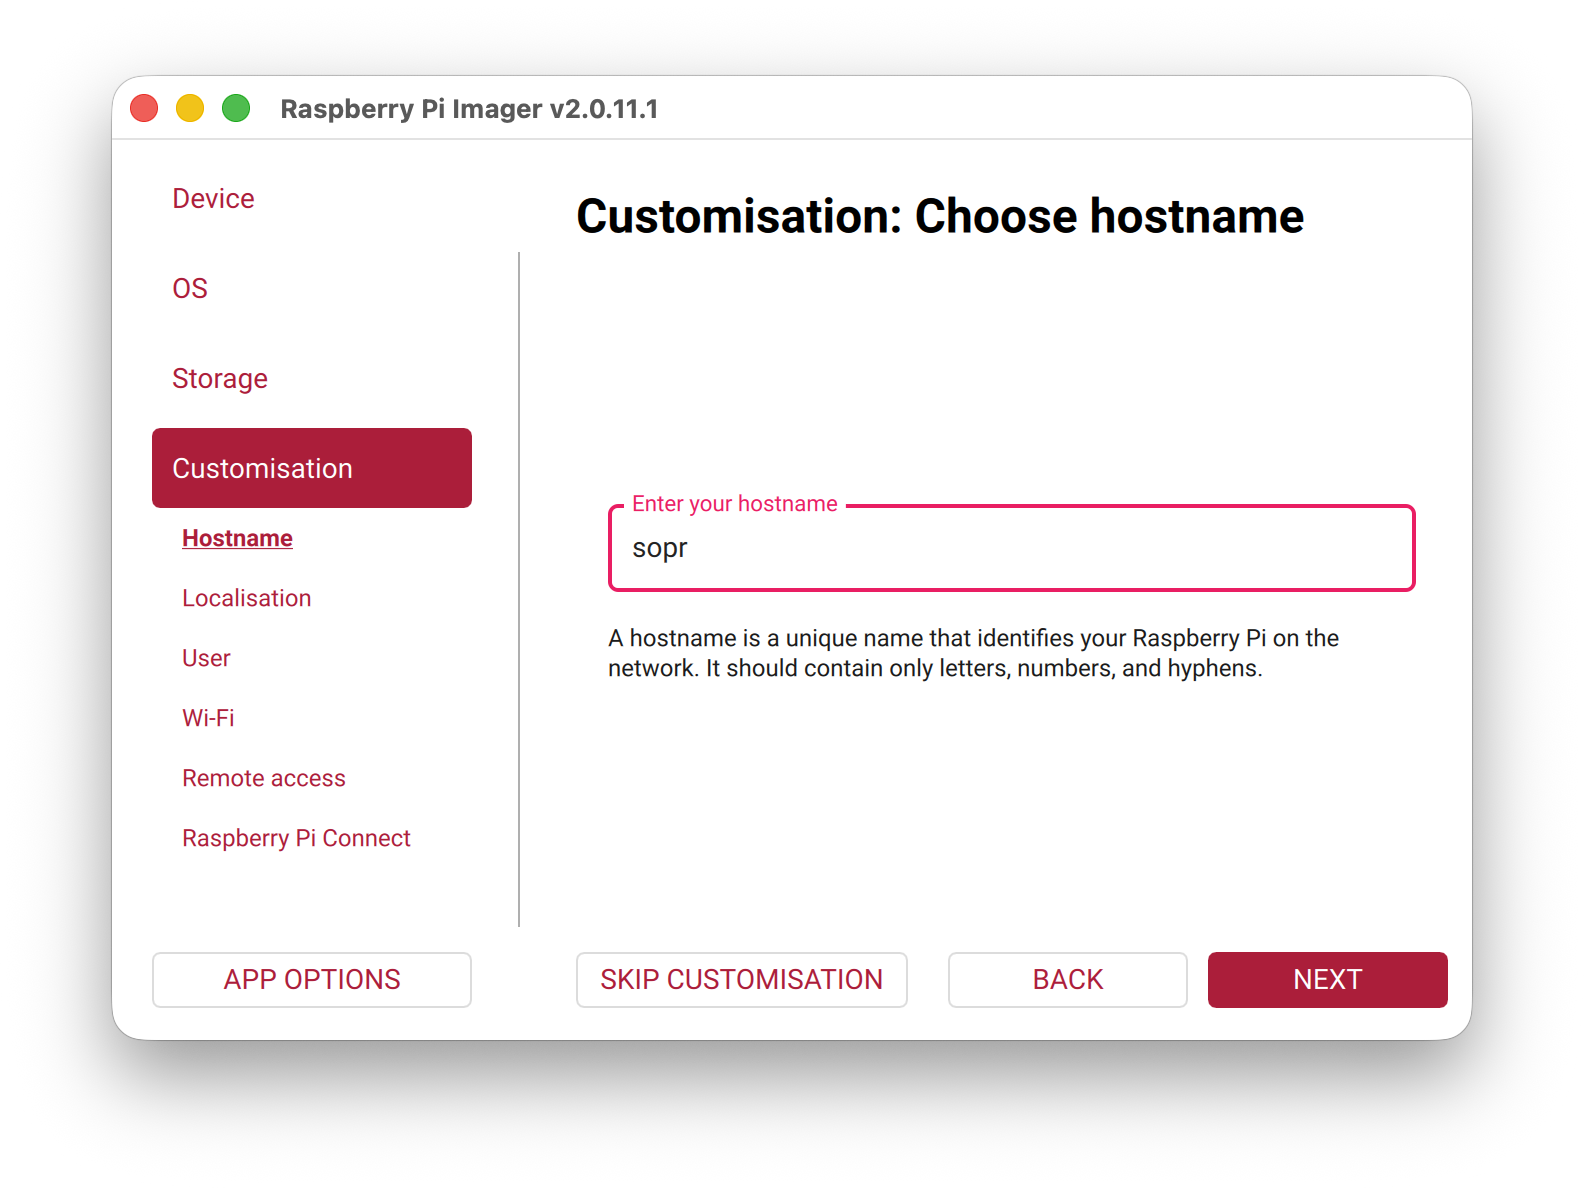 Raspberry Pi Imager v2.0.11.1
Device
OS
Storage
Customisation
Hostname
Localisation
User
Wi-Fi
Remote access
Raspberry Pi Connect
APP OPTIONS
Customisation: Choose hostname
Enter your hostname
sopr
A hostname is a unique name that identifies your Raspberry Pi on the
network. It should contain only letters, numbers, and hyphens.
SKIP CUSTOMISATION
BACK
NEXT